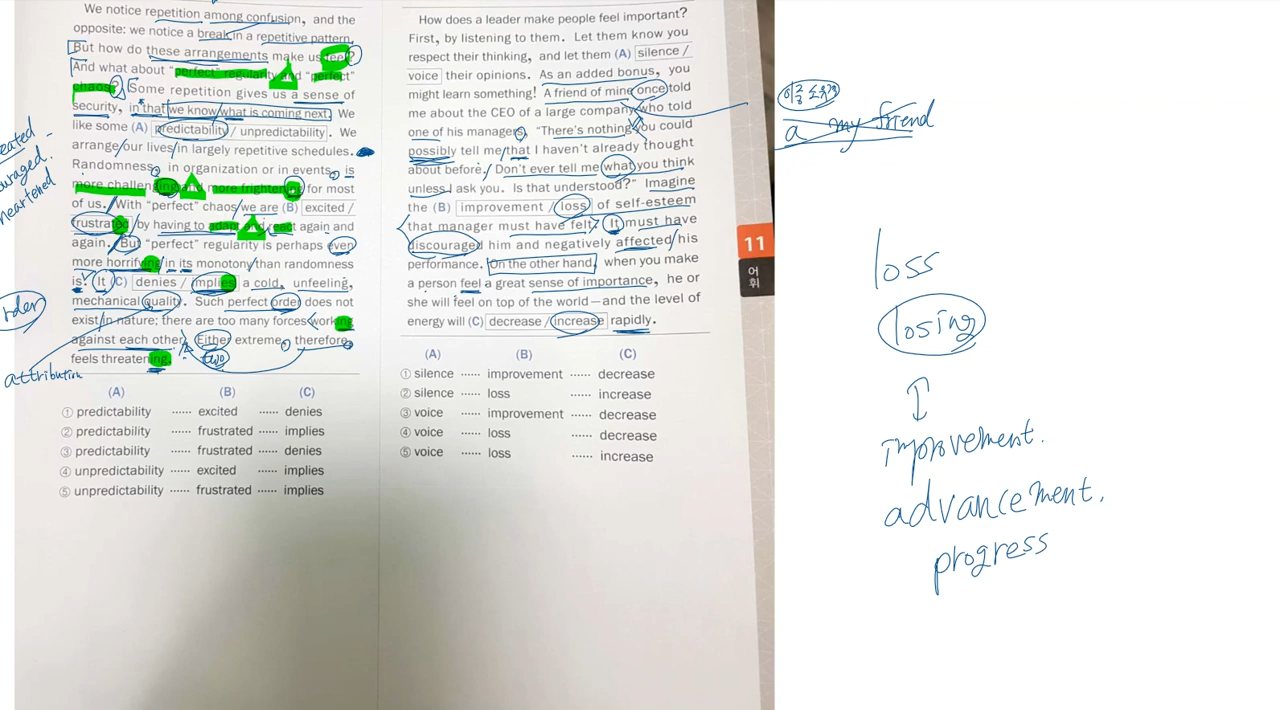 We notice repetition among confusion, and the
opposite: we notice a break in a repetitive pattern.
But how do these arrangements make us feel?
And what about "perfect" regularity and "perfect"
chaos? Some repetition gives us a sense of
security, in that we know what is coming next. We
like some (A) predictability / unpredictability. We
arrange our lives in largely repetitive schedules.
Randomness, in organization or in events, is
more challenging and more frightening for most
of us. With "perfect" chaos we are (B) excited /
frustrated by having to adapt and react again and
again. But "perfect" regularity is perhaps even
more horrifying in its monotony than randomness
is. It (C) denies / implies a cold, unfeeling,
mechanical quality. Such perfect order does not
exist in nature; there are too many forces working
against each other. Either extreme, therefore,
feels threatening.
two
attribution
(A) (B) (C)
① predictability ...... excited ...... denies
② predictability ...... frustrated ...... implies
③ predictability ...... frustrated ...... denies
④ unpredictability ...... excited ...... implies
⑤ unpredictability ...... frustrated ...... implies
How does a leader make people feel important?
First, by listening to them. Let them know you
respect their thinking, and let them (A) silence /
voice their opinions. As an added bonus, you
might learn something! A friend of mine once told
me about the CEO of a large company who told
one of his managers, "There's nothing you could
possibly tell me that I haven't already thought
about before. Don't ever tell me what you think
unless I ask you. Is that understood?" Imagine
the (B) improvement / loss of self-esteem
that manager must have felt. It must have
discouraged him and negatively affected his
performance. On the other hand, when you make
a person feel a great sense of importance, he or
she will feel on top of the world—and the level of
energy will (C) decrease / increase rapidly.
(A) (B) (C)
① silence ...... improvement ...... decrease
② silence ...... loss ...... increase
③ voice ...... improvement ...... decrease
④ voice ...... loss ...... decrease
⑤ voice ...... loss ...... increase
11
어휘
이중 소유격
a my friend
loss
losing
improvement.
advancement.
progress